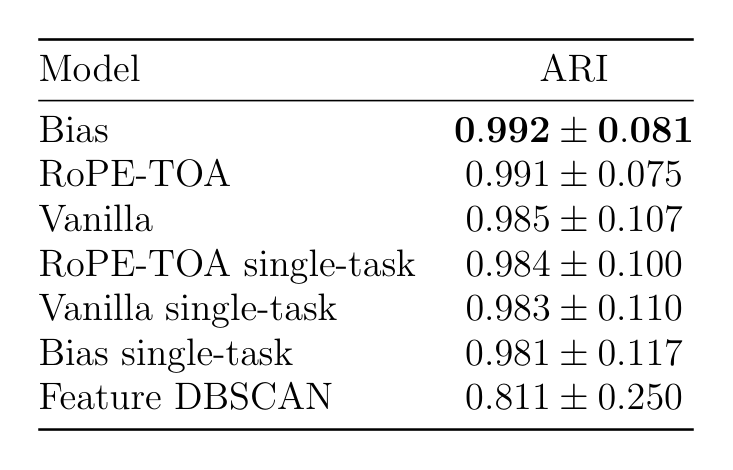 Model ARI
Bias 0.992 ± 0.081
RoPE-TOA 0.991 ± 0.075
Vanilla 0.985 ± 0.107
RoPE-TOA single-task 0.984 ± 0.100
Vanilla single-task 0.983 ± 0.110
Bias single-task 0.981 ± 0.117
Feature DBSCAN 0.811 ± 0.250